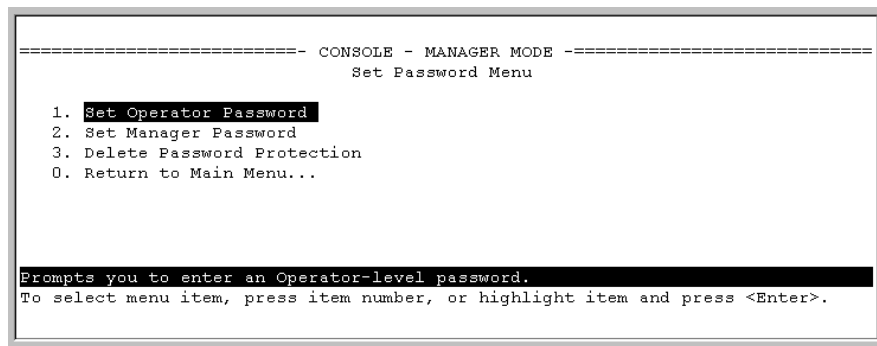 ==========================- CONSOLE - MANAGER MODE -============================
Set Password Menu
1. Set Operator Password
2. Set Manager Password
3. Delete Password Protection
0. Return to Main Menu...
Prompts you to enter an Operator-level password.
To select menu item, press item number, or highlight item and press <Enter>.